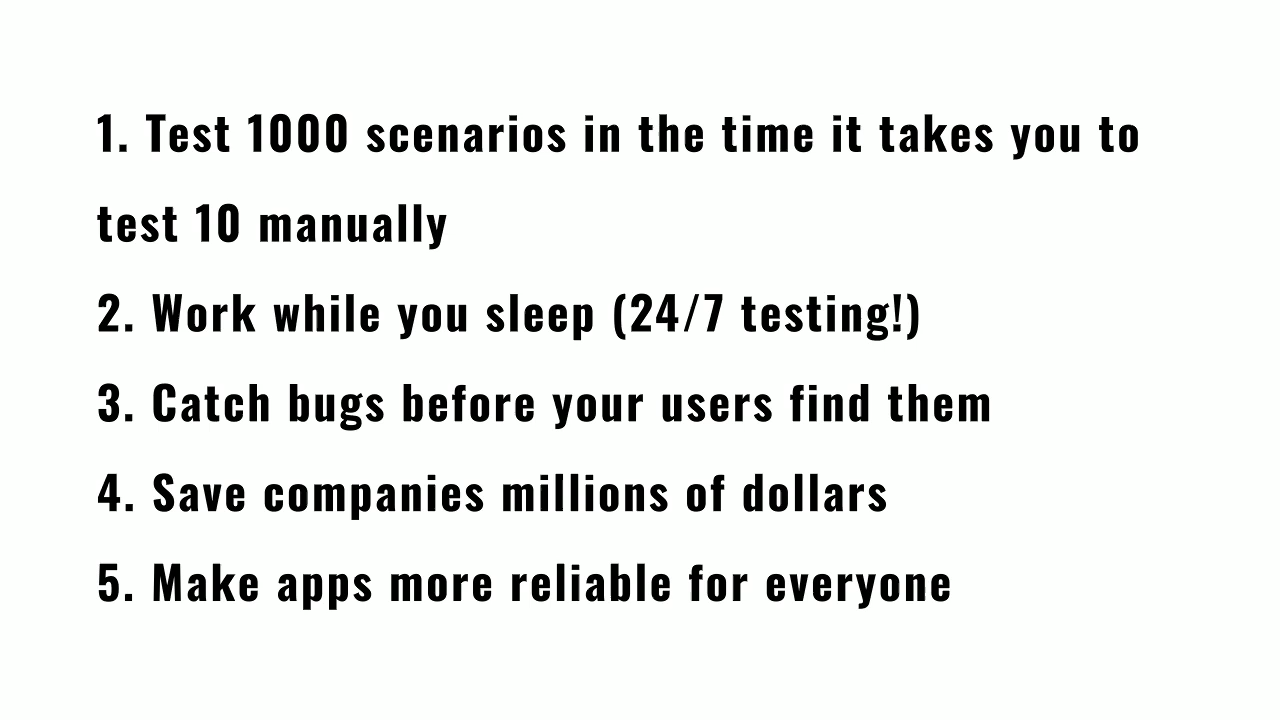 1. Test 1000 scenarios in the time it takes you to
test 10 manually
2. Work while you sleep (24/7 testing!)
3. Catch bugs before your users find them
4. Save companies millions of dollars
5. Make apps more reliable for everyone